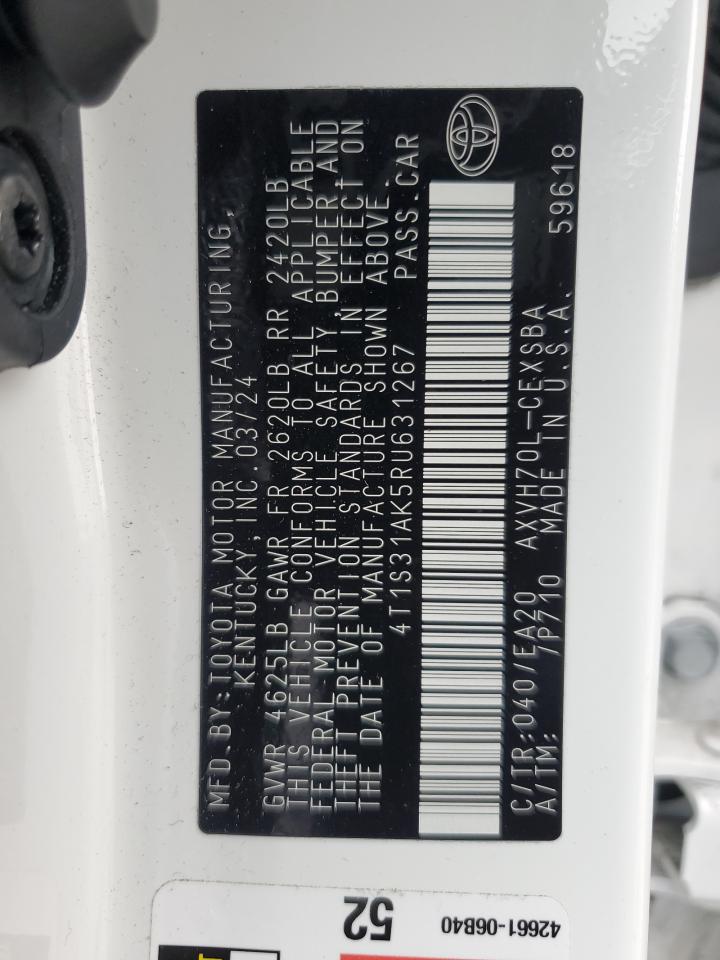 MFD.BY:TOYOTA MOTOR MANUFACTURING,
KENTUCKY,INC.03/24
GVWR 4625LB GAWR FR 2620LB RR 2420LB
THIS VEHICLE CONFORMS TO ALL APPLICABLE
FEDERAL MOTOR VEHICLE SAFETY,BUMPER AND
THEFT PREVENTION STANDARDS IN EFFECT ON
THE DATE OF MANUFACTURE SHOWN ABOVE.
4T1S31AK5RU631267 PASS.CAR
C/TR:040/EA20 AXVH70L-CEXSBA 59618
A/TM: /P710 MADE IN U.S.A.
52
42661-06B40